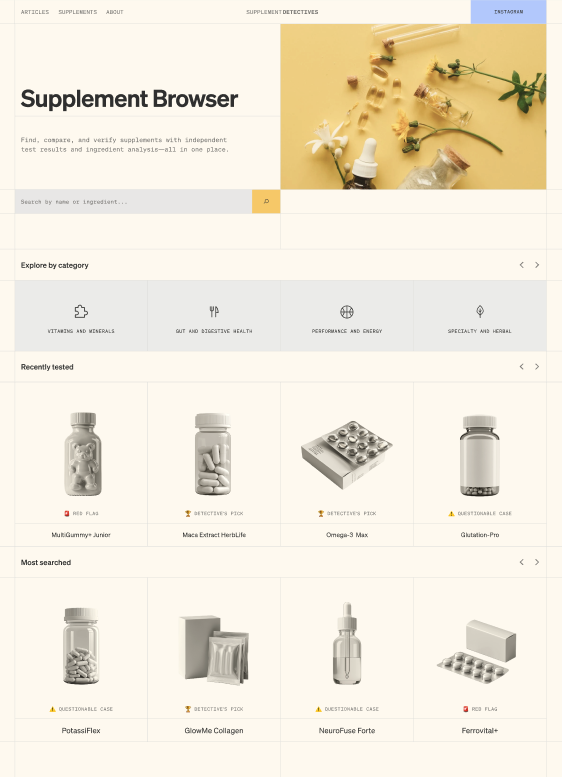 ARTICLES SUPPLEMENTS ABOUT SUPPLEMENTDETECTIVES INSTAGRAM
Supplement Browser
Find, compare, and verify supplements with independent
test results and ingredient analysis—all in one place.
Search by name or ingredient...
Explore by category
VITAMINS AND MINERALS GUT AND DIGESTIVE HEALTH PERFORMANCE AND ENERGY SPECIALTY AND HERBAL
Recently tested
RED FLAG DETECTIVE'S PICK DETECTIVE'S PICK QUESTIONABLE CASE
MultiGummy+ Junior Maca Extract HerbLife Omega-3 Max Glutation-Pro
Most searched
QUESTIONABLE CASE DETECTIVE'S PICK QUESTIONABLE CASE RED FLAG
PotassiFlex GlowMe Collagen NeuroFuse Forte Ferrovital+